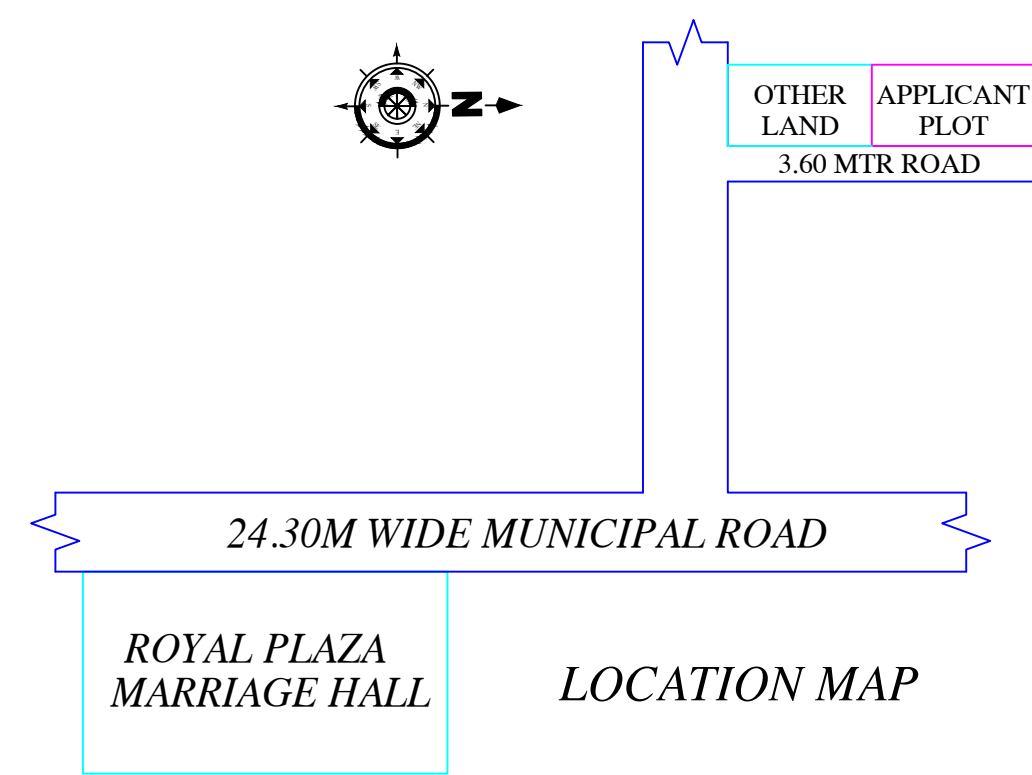 N
OTHER
LAND
APPLICANT
PLOT
3.60 MTR ROAD
24.30M WIDE MUNICIPAL ROAD
ROYAL PLAZA
MARRIAGE HALL
LOCATION MAP